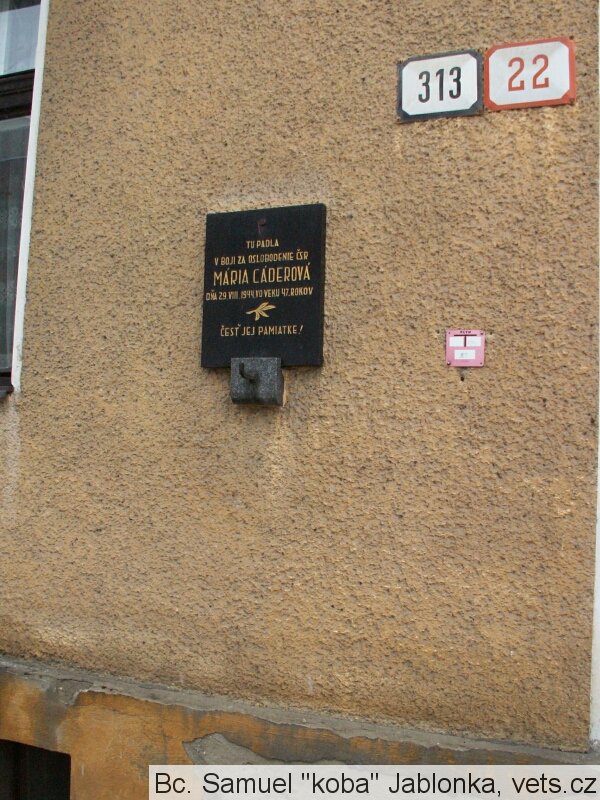 313
22
TU PADLA
V BOJI ZA OSLOBODENIE ČSR
MÁRIA CÁDEROVÁ
DŇA 29. VIII. 1944 VO VEKU 47. ROKOV
ČESŤ JEJ PAMIATKE!
PLYN
Bc. Samuel "koba" Jablonka, vets.cz